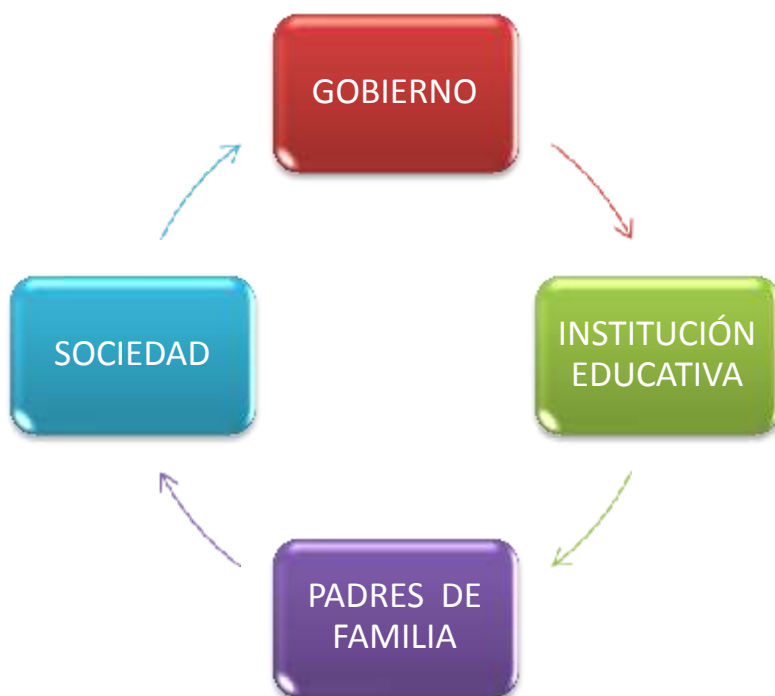 GOBIERNO
SOCIEDAD
INSTITUCIÓN
EDUCATIVA
PADRES DE
FAMILIA